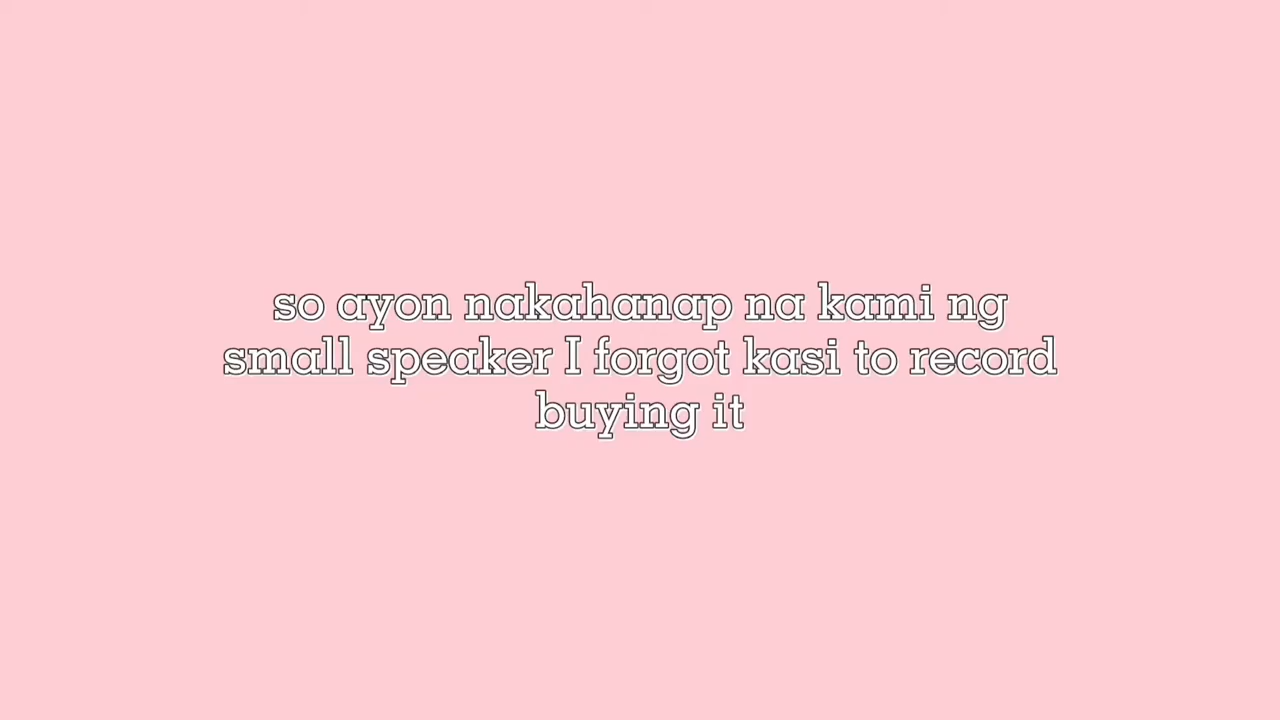 so ayon nakahanap na kami ng
small speaker I forgot kasi to record
buying it